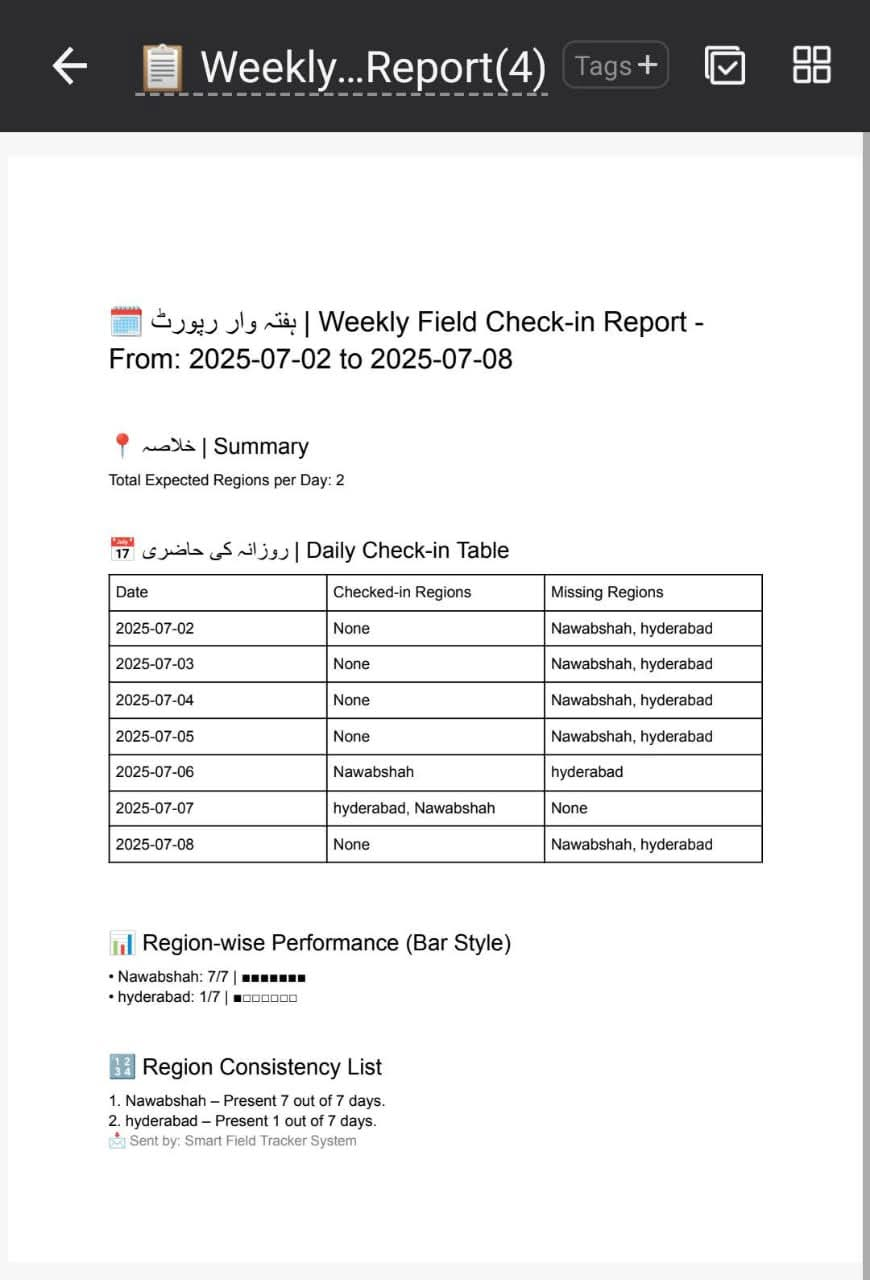 Weekly...Report(4) Tags+
ہفتہ وار رپورٹ | Weekly Field Check-in Report -
From: 2025-07-02 to 2025-07-08
خلاصہ | Summary
Total Expected Regions per Day: 2
July 17 روزانہ کی حاضری | Daily Check-in Table
Date Checked-in Regions Missing Regions
2025-07-02 None Nawabshah, hyderabad
2025-07-03 None Nawabshah, hyderabad
2025-07-04 None Nawabshah, hyderabad
2025-07-05 None Nawabshah, hyderabad
2025-07-06 Nawabshah hyderabad
2025-07-07 hyderabad, Nawabshah None
2025-07-08 None Nawabshah, hyderabad
Region-wise Performance (Bar Style)
• Nawabshah: 7/7 | ■■■■■■■
• hyderabad: 1/7 | ■□□□□□□
1234 Region Consistency List
1. Nawabshah – Present 7 out of 7 days.
2. hyderabad – Present 1 out of 7 days.
Sent by: Smart Field Tracker System